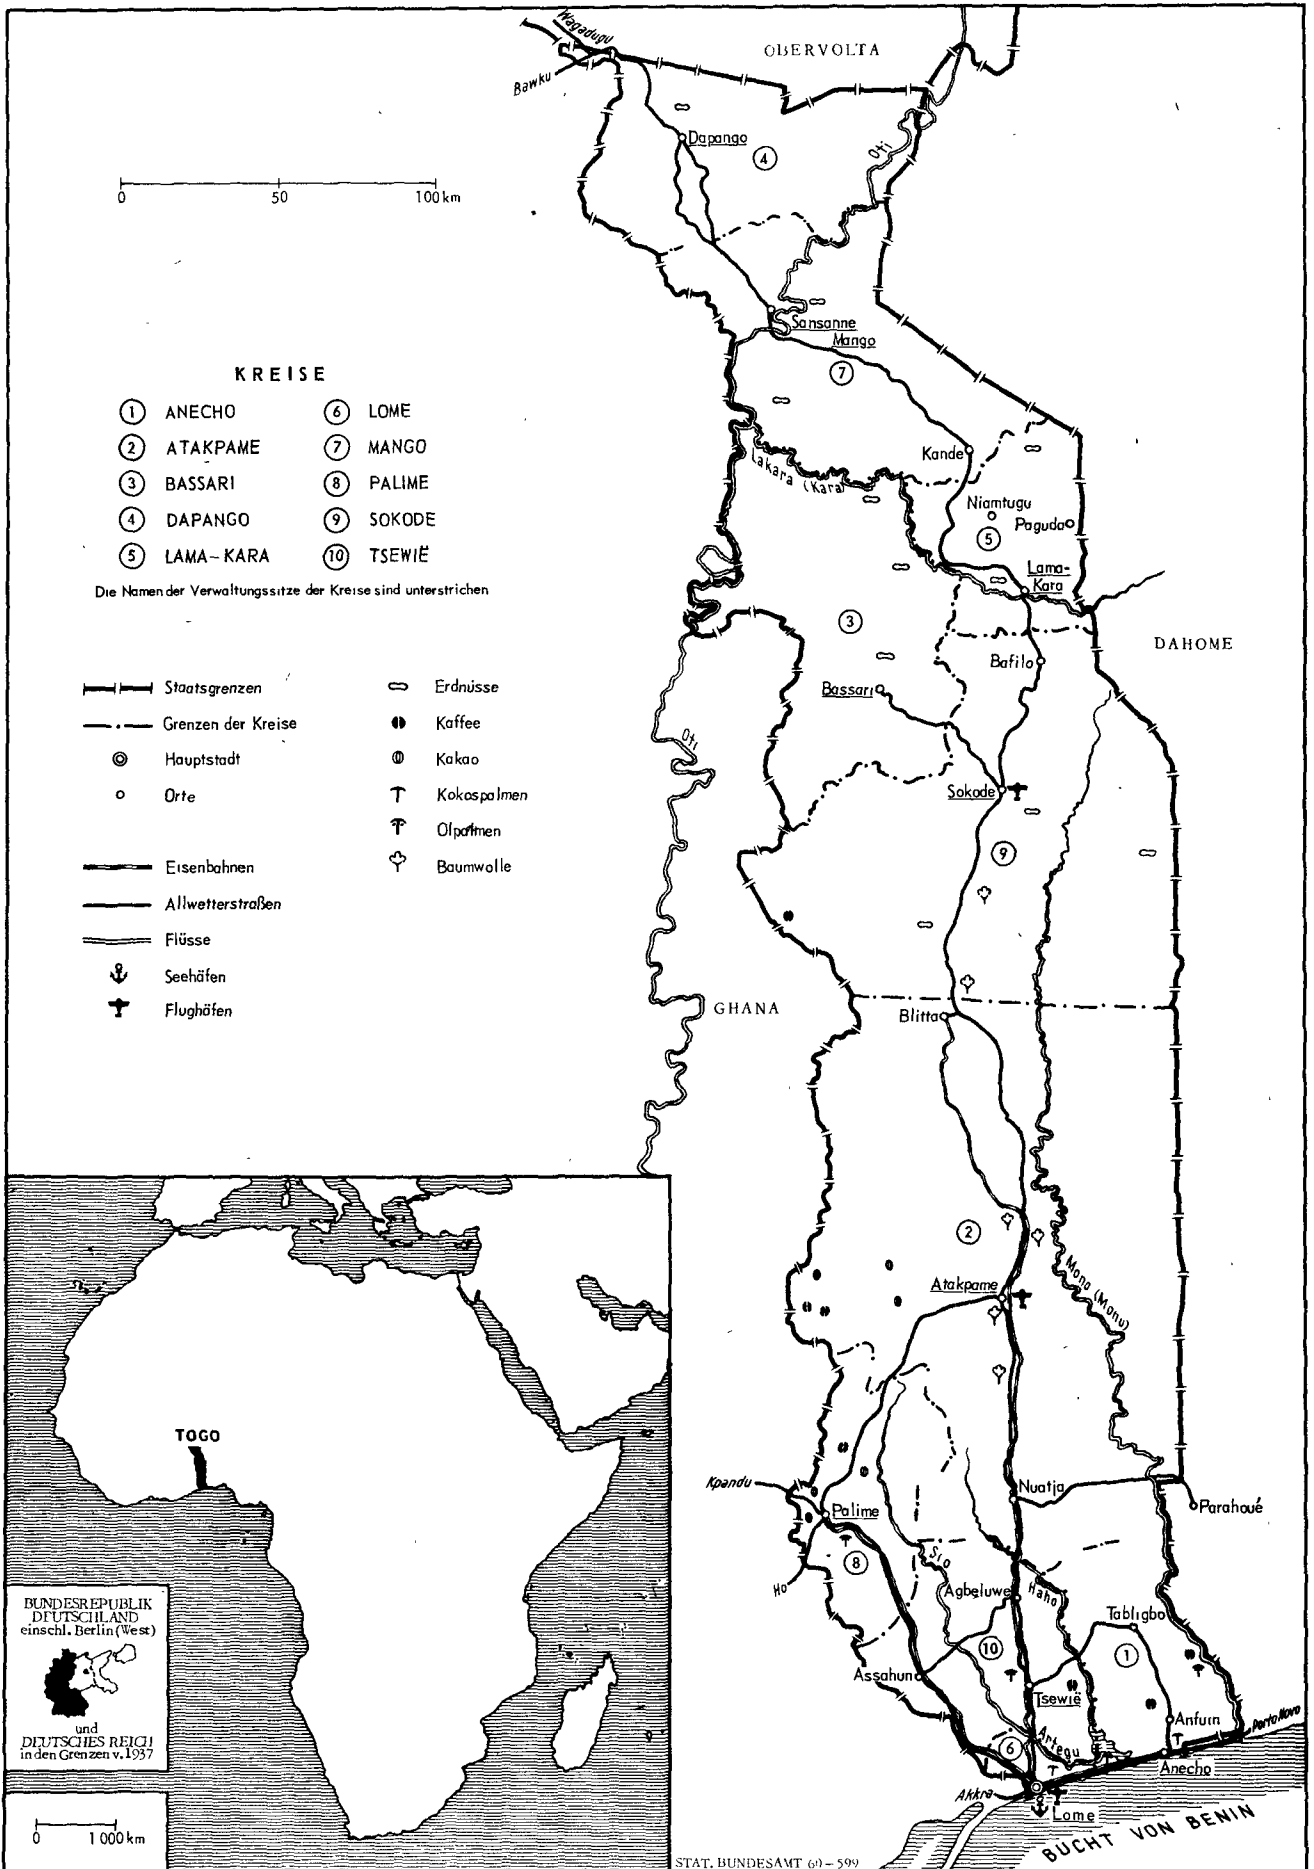 OBERVOLTA
Wagadugu
Bawku
Dapango
4
Oti
0 50 100 km
Sansanne
Mango
7
KREISE
1 ANECHO
2 ATAKPAME
3 BASSARI
4 DAPANGO
5 LAMA-KARA
6 LOME
7 MANGO
8 PALIME
9 SOKODE
10 TSEWIË
Die Namen der Verwaltungssitze der Kreise sind unterstrichen
Kande
Lakara (Kara)
Niamtugu
Paguda
5
Lama-
Kara
3
DAHOME
Bafilo
Bassari
Oti
Sokode
9
Staatsgrenzen
Grenzen der Kreise
Hauptstadt
Orte
Eisenbahnen
Allwetterstraßen
Flüsse
Seehäfen
Flughäfen
Erdnüsse
Kaffee
Kakao
Kokospalmen
Ölpalmen
Baumwolle
GHANA
Blitta
2
Atakpame
Mono (Monu)
Kpandu
Palime
Nuatja
Parahoué
8
Ho
Sio
Agbeluwe
Haho
Tabligbo
10
1
Assahun
Tsewië
Anfuin
Porto Novo
6
Artegu
Anecho
Akkra
Lome
BUCHT VON BENIN
TOGO
BUNDESREPUBLIK
DEUTSCHLAND
einschl. Berlin (West)
und
DEUTSCHES REICH
in den Grenzen v. 1937
0 1 000 km
STAT. BUNDESAMT 69-599